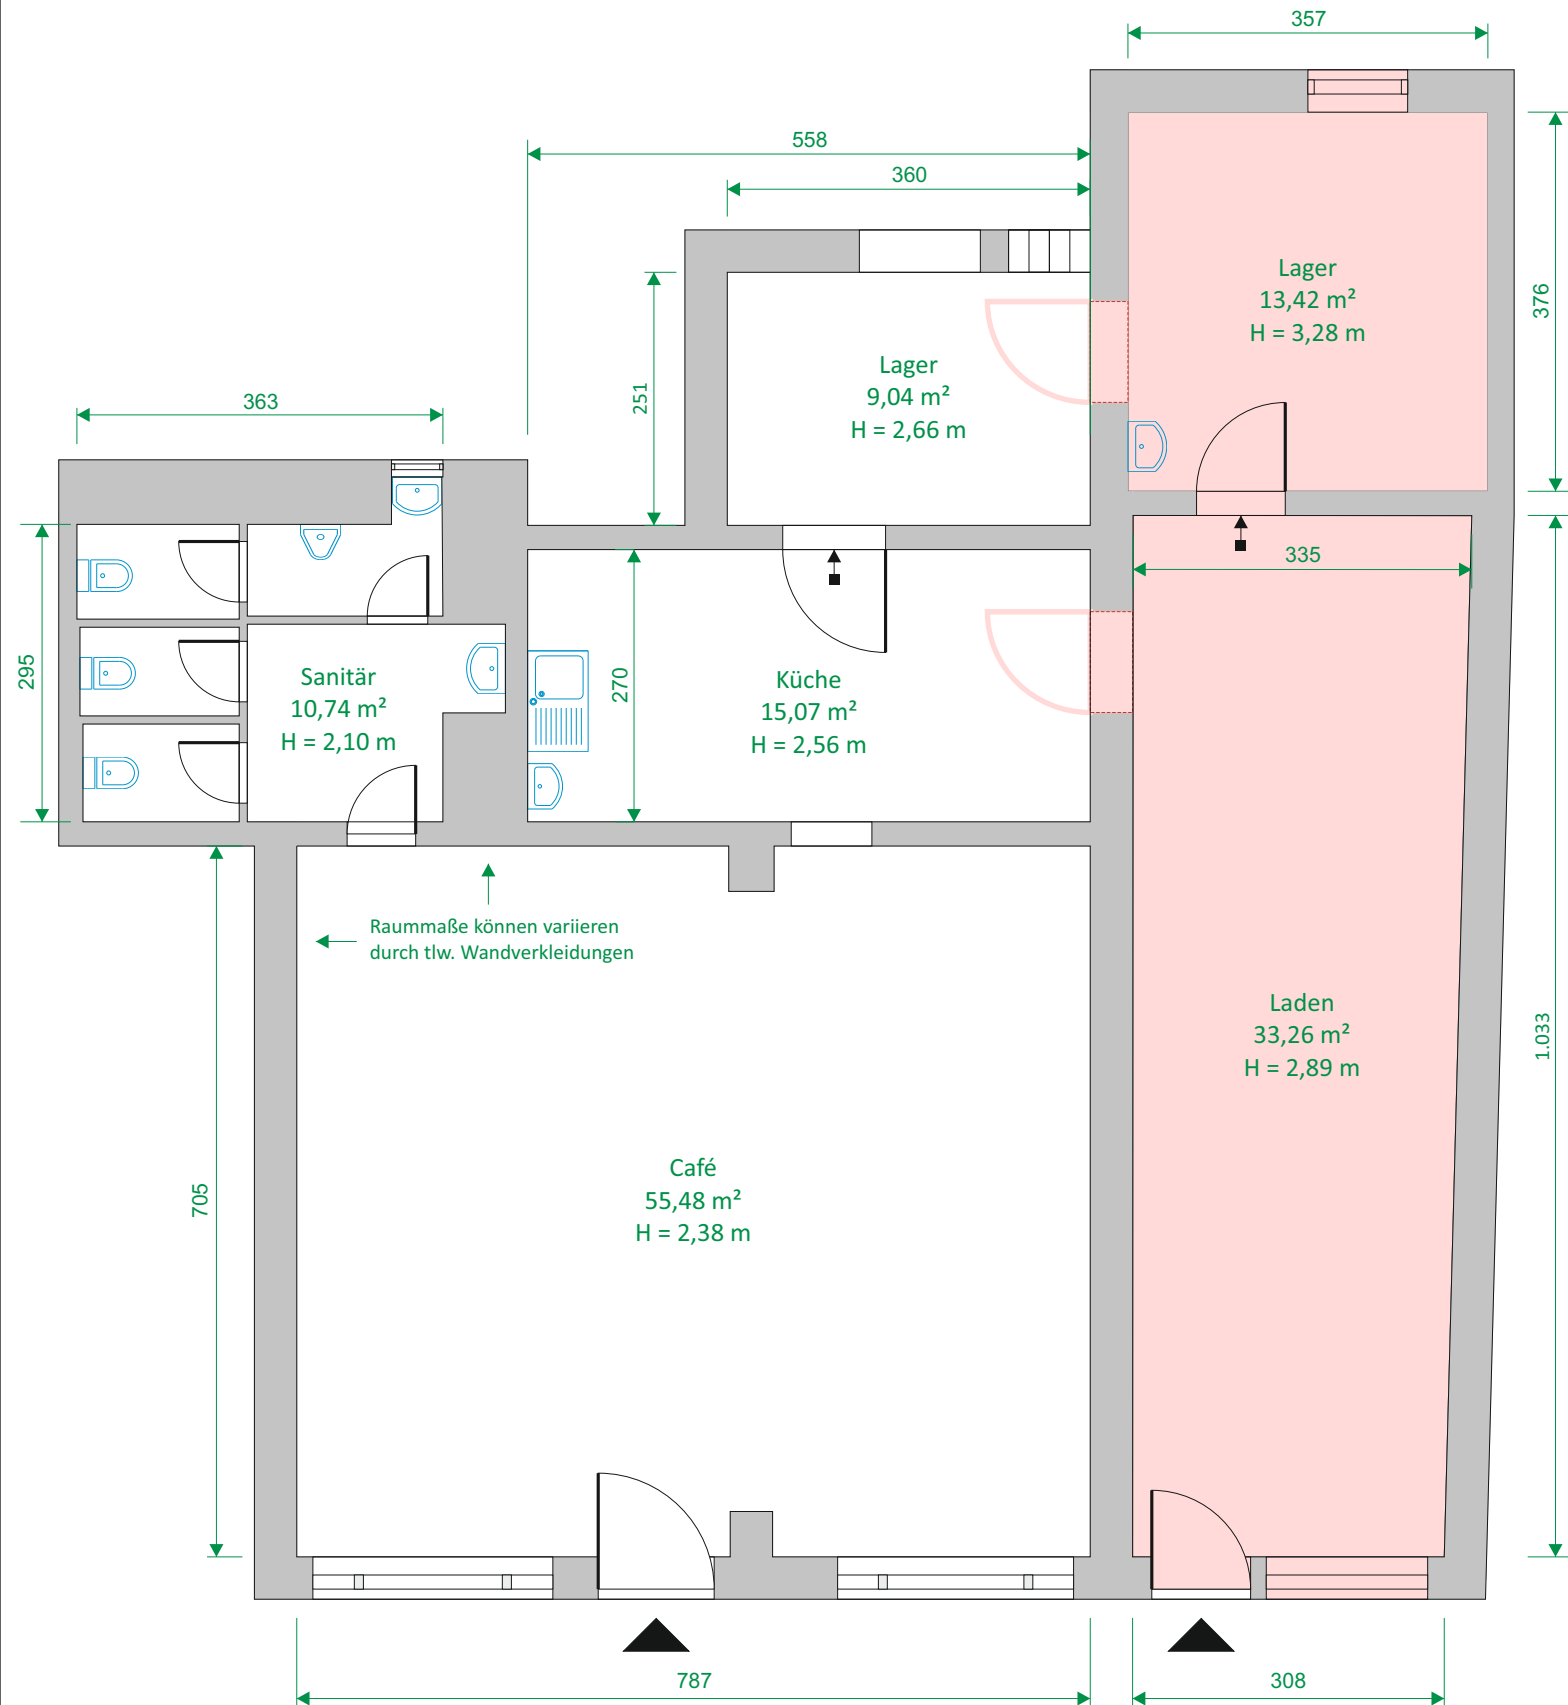 357
558
360
Lager
13,42 m²
H = 3,28 m
376
Lager
9,04 m²
H = 2,66 m
251
363
335
295
Sanitär
10,74 m²
H = 2,10 m
270
Küche
15,07 m²
H = 2,56 m
Raummaße können variieren
durch tlw. Wandverkleidungen
Laden
33,26 m²
H = 2,89 m
1.033
Café
55,48 m²
H = 2,38 m
705
787
308